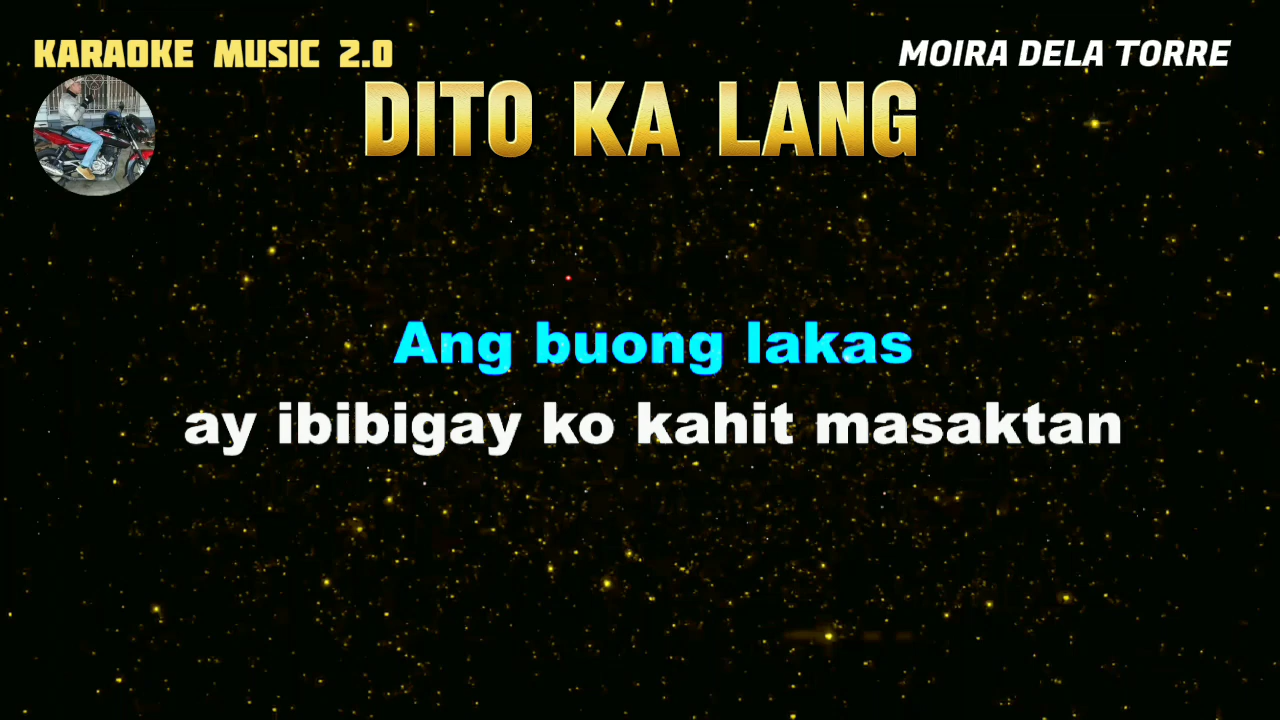 KARAOKE MUSIC 2.0
MOIRA DELA TORRE
DITO KA LANG
Ang buong lakas
ay ibibigay ko kahit masaktan